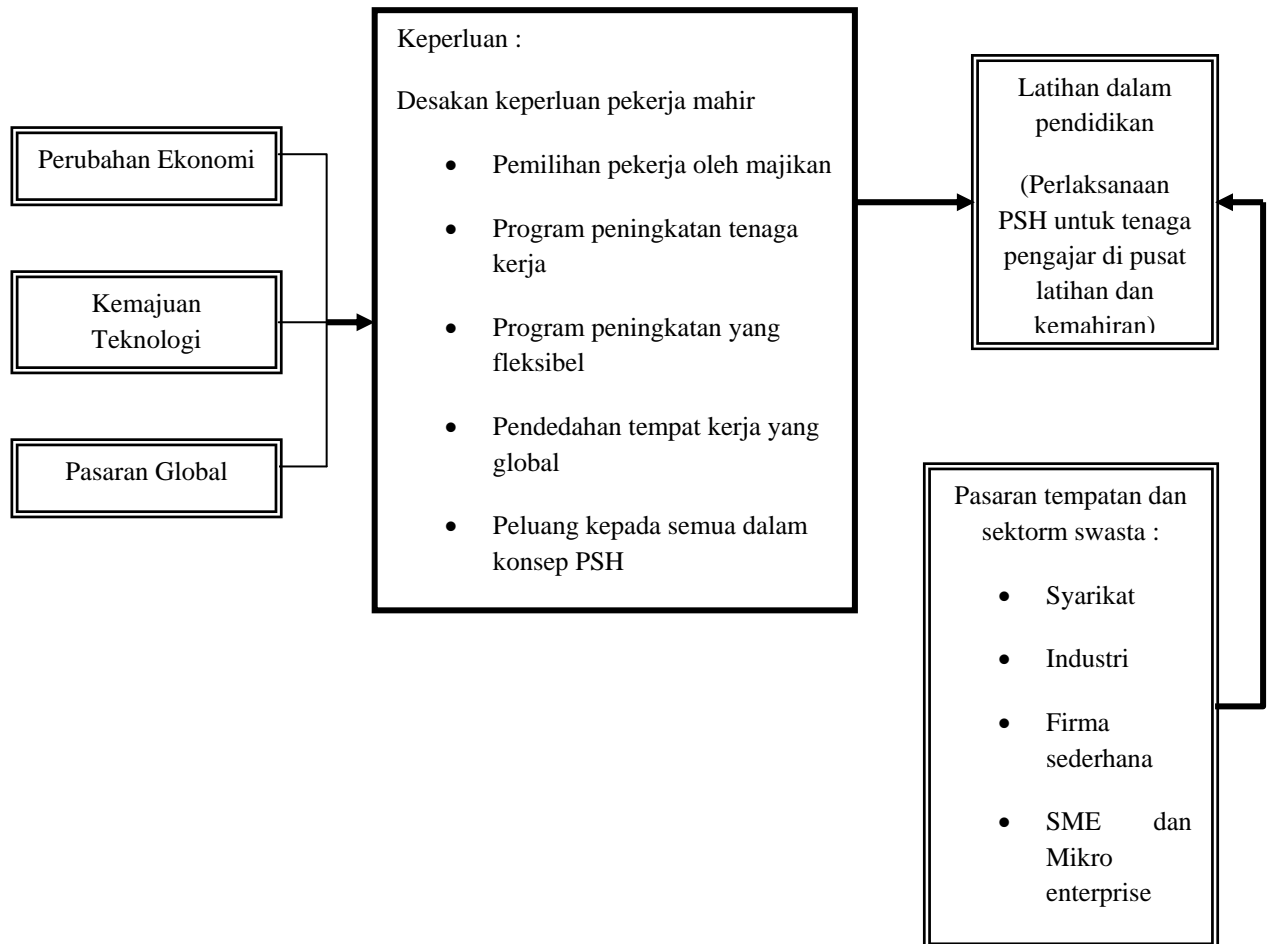 Perubahan Ekonomi
Kemajuan
Teknologi
Pasaran Global
Keperluan :
Desakan keperluan pekerja mahir
• Pemilihan pekerja oleh majikan
• Program peningkatan tenaga
kerja
• Program peningkatan yang
fleksibel
• Pendedahan tempat kerja yang
global
• Peluang kepada semua dalam
konsep PSH
Latihan dalam
pendidikan
(Perlaksanaan
PSH untuk tenaga
pengajar di pusat
latihan dan
kemahiran)
Pasaran tempatan dan
sektorm swasta :
• Syarikat
• Industri
• Firma
sederhana
• SME dan
Mikro
enterprise